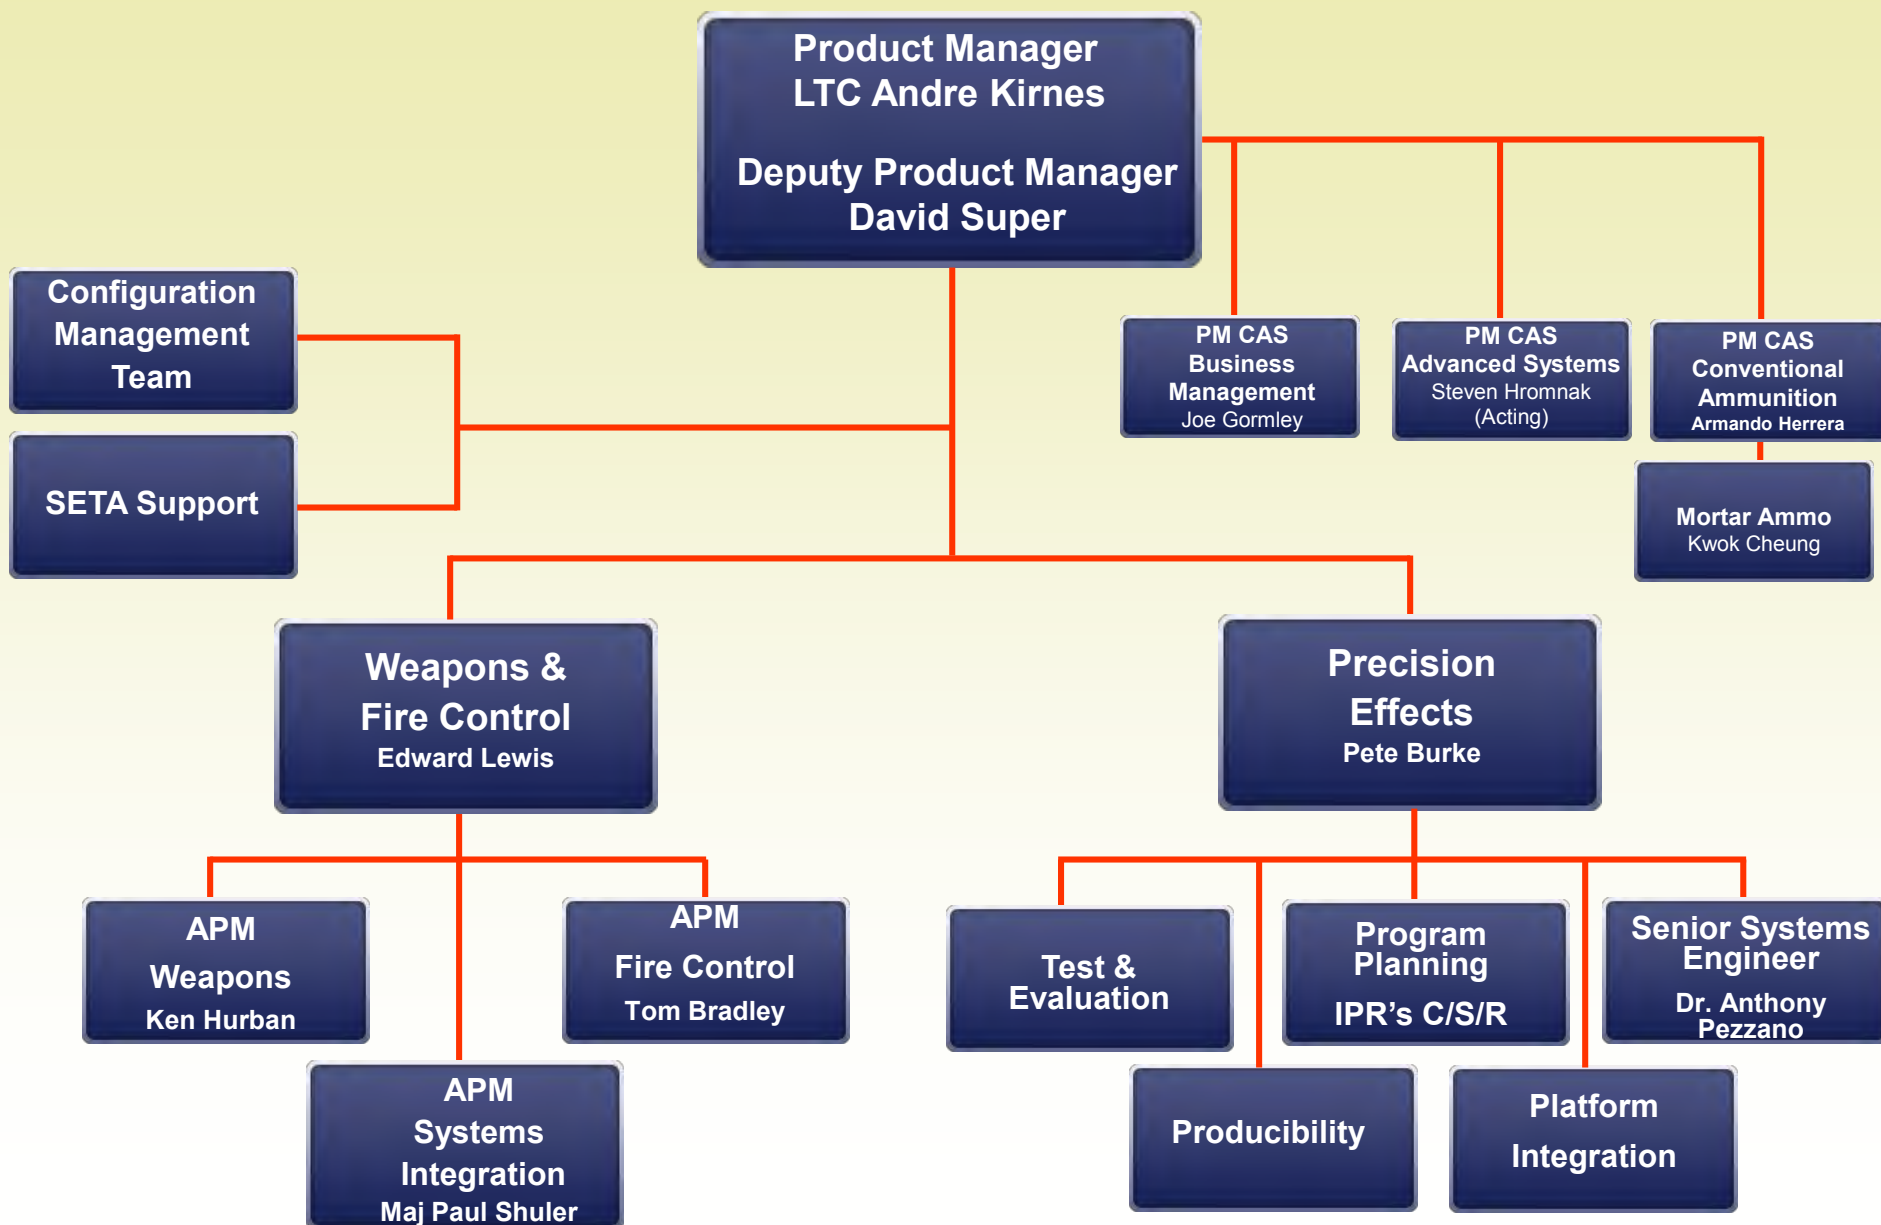 Product Manager
LTC Andre Kirnes
Deputy Product Manager
David Super
Configuration
Management
Team
SETA Support
PM CAS
Business
Management
Joe Gormley
PM CAS
Advanced Systems
Steven Hromnak
(Acting)
PM CAS
Conventional
Ammunition
Armando Herrera
Mortar Ammo
Kwok Cheung
Weapons &
Fire Control
Edward Lewis
Precision
Effects
Pete Burke
APM
Weapons
Ken Hurban
APM
Systems
Integration
Maj Paul Shuler
APM
Fire Control
Tom Bradley
Test &
Evaluation
Producibility
Program
Planning
IPR’s C/S/R
Platform
Integration
Senior Systems
Engineer
Dr. Anthony
Pezzano